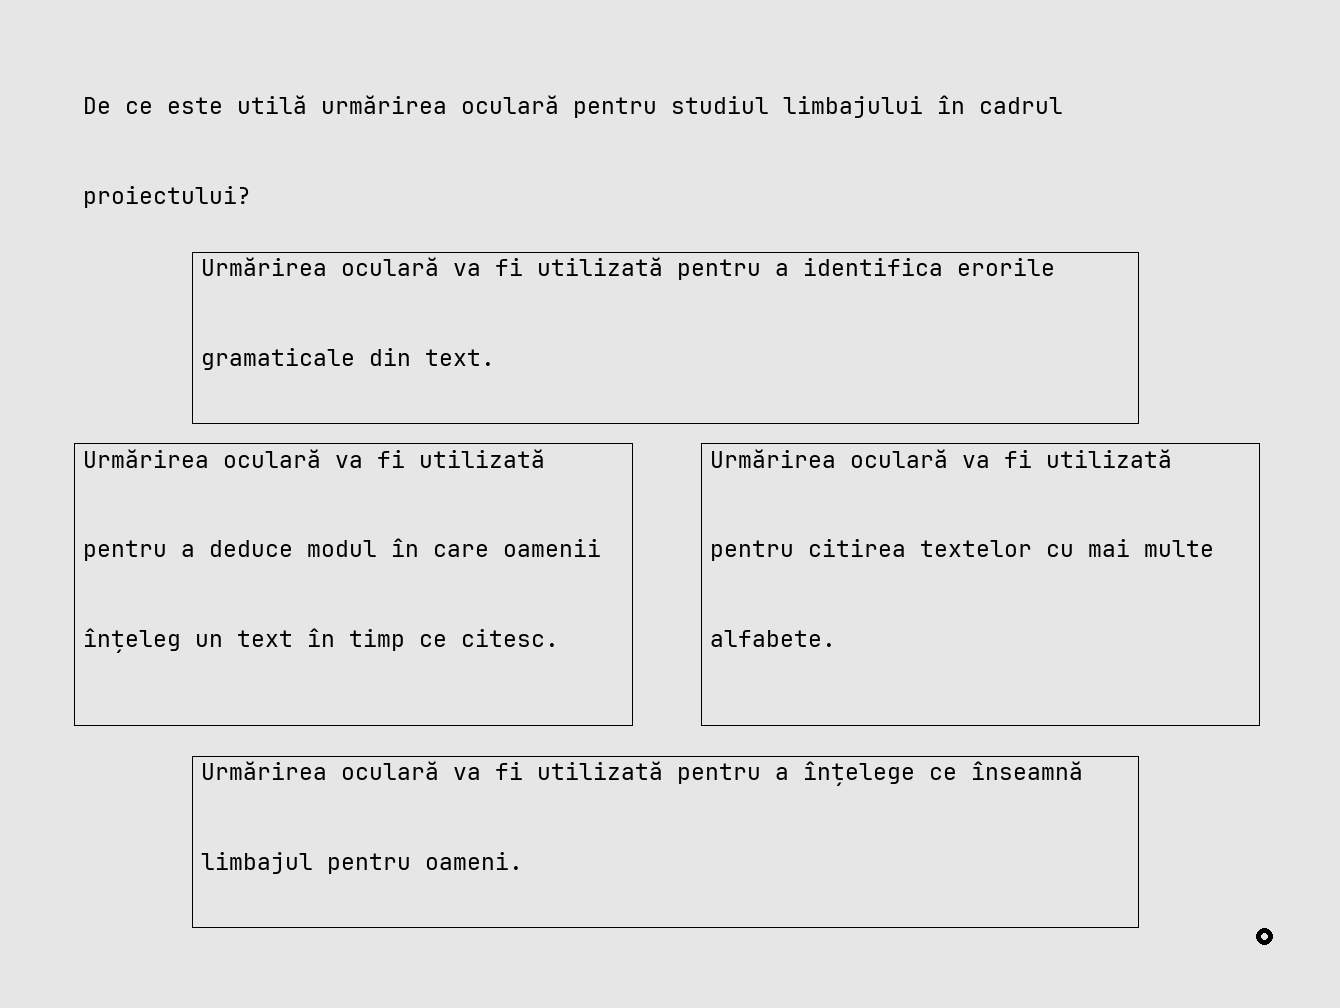 De ce este utilă urmărirea oculară pentru studiul limbajului în cadrul
proiectului?
Urmărirea oculară va fi utilizată pentru a identifica erorile
gramaticale din text.
Urmărirea oculară va fi utilizată
pentru a deduce modul în care oamenii
înțeleg un text în timp ce citesc.
Urmărirea oculară va fi utilizată
pentru citirea textelor cu mai multe
alfabete.
Urmărirea oculară va fi utilizată pentru a înțelege ce înseamnă
limbajul pentru oameni.